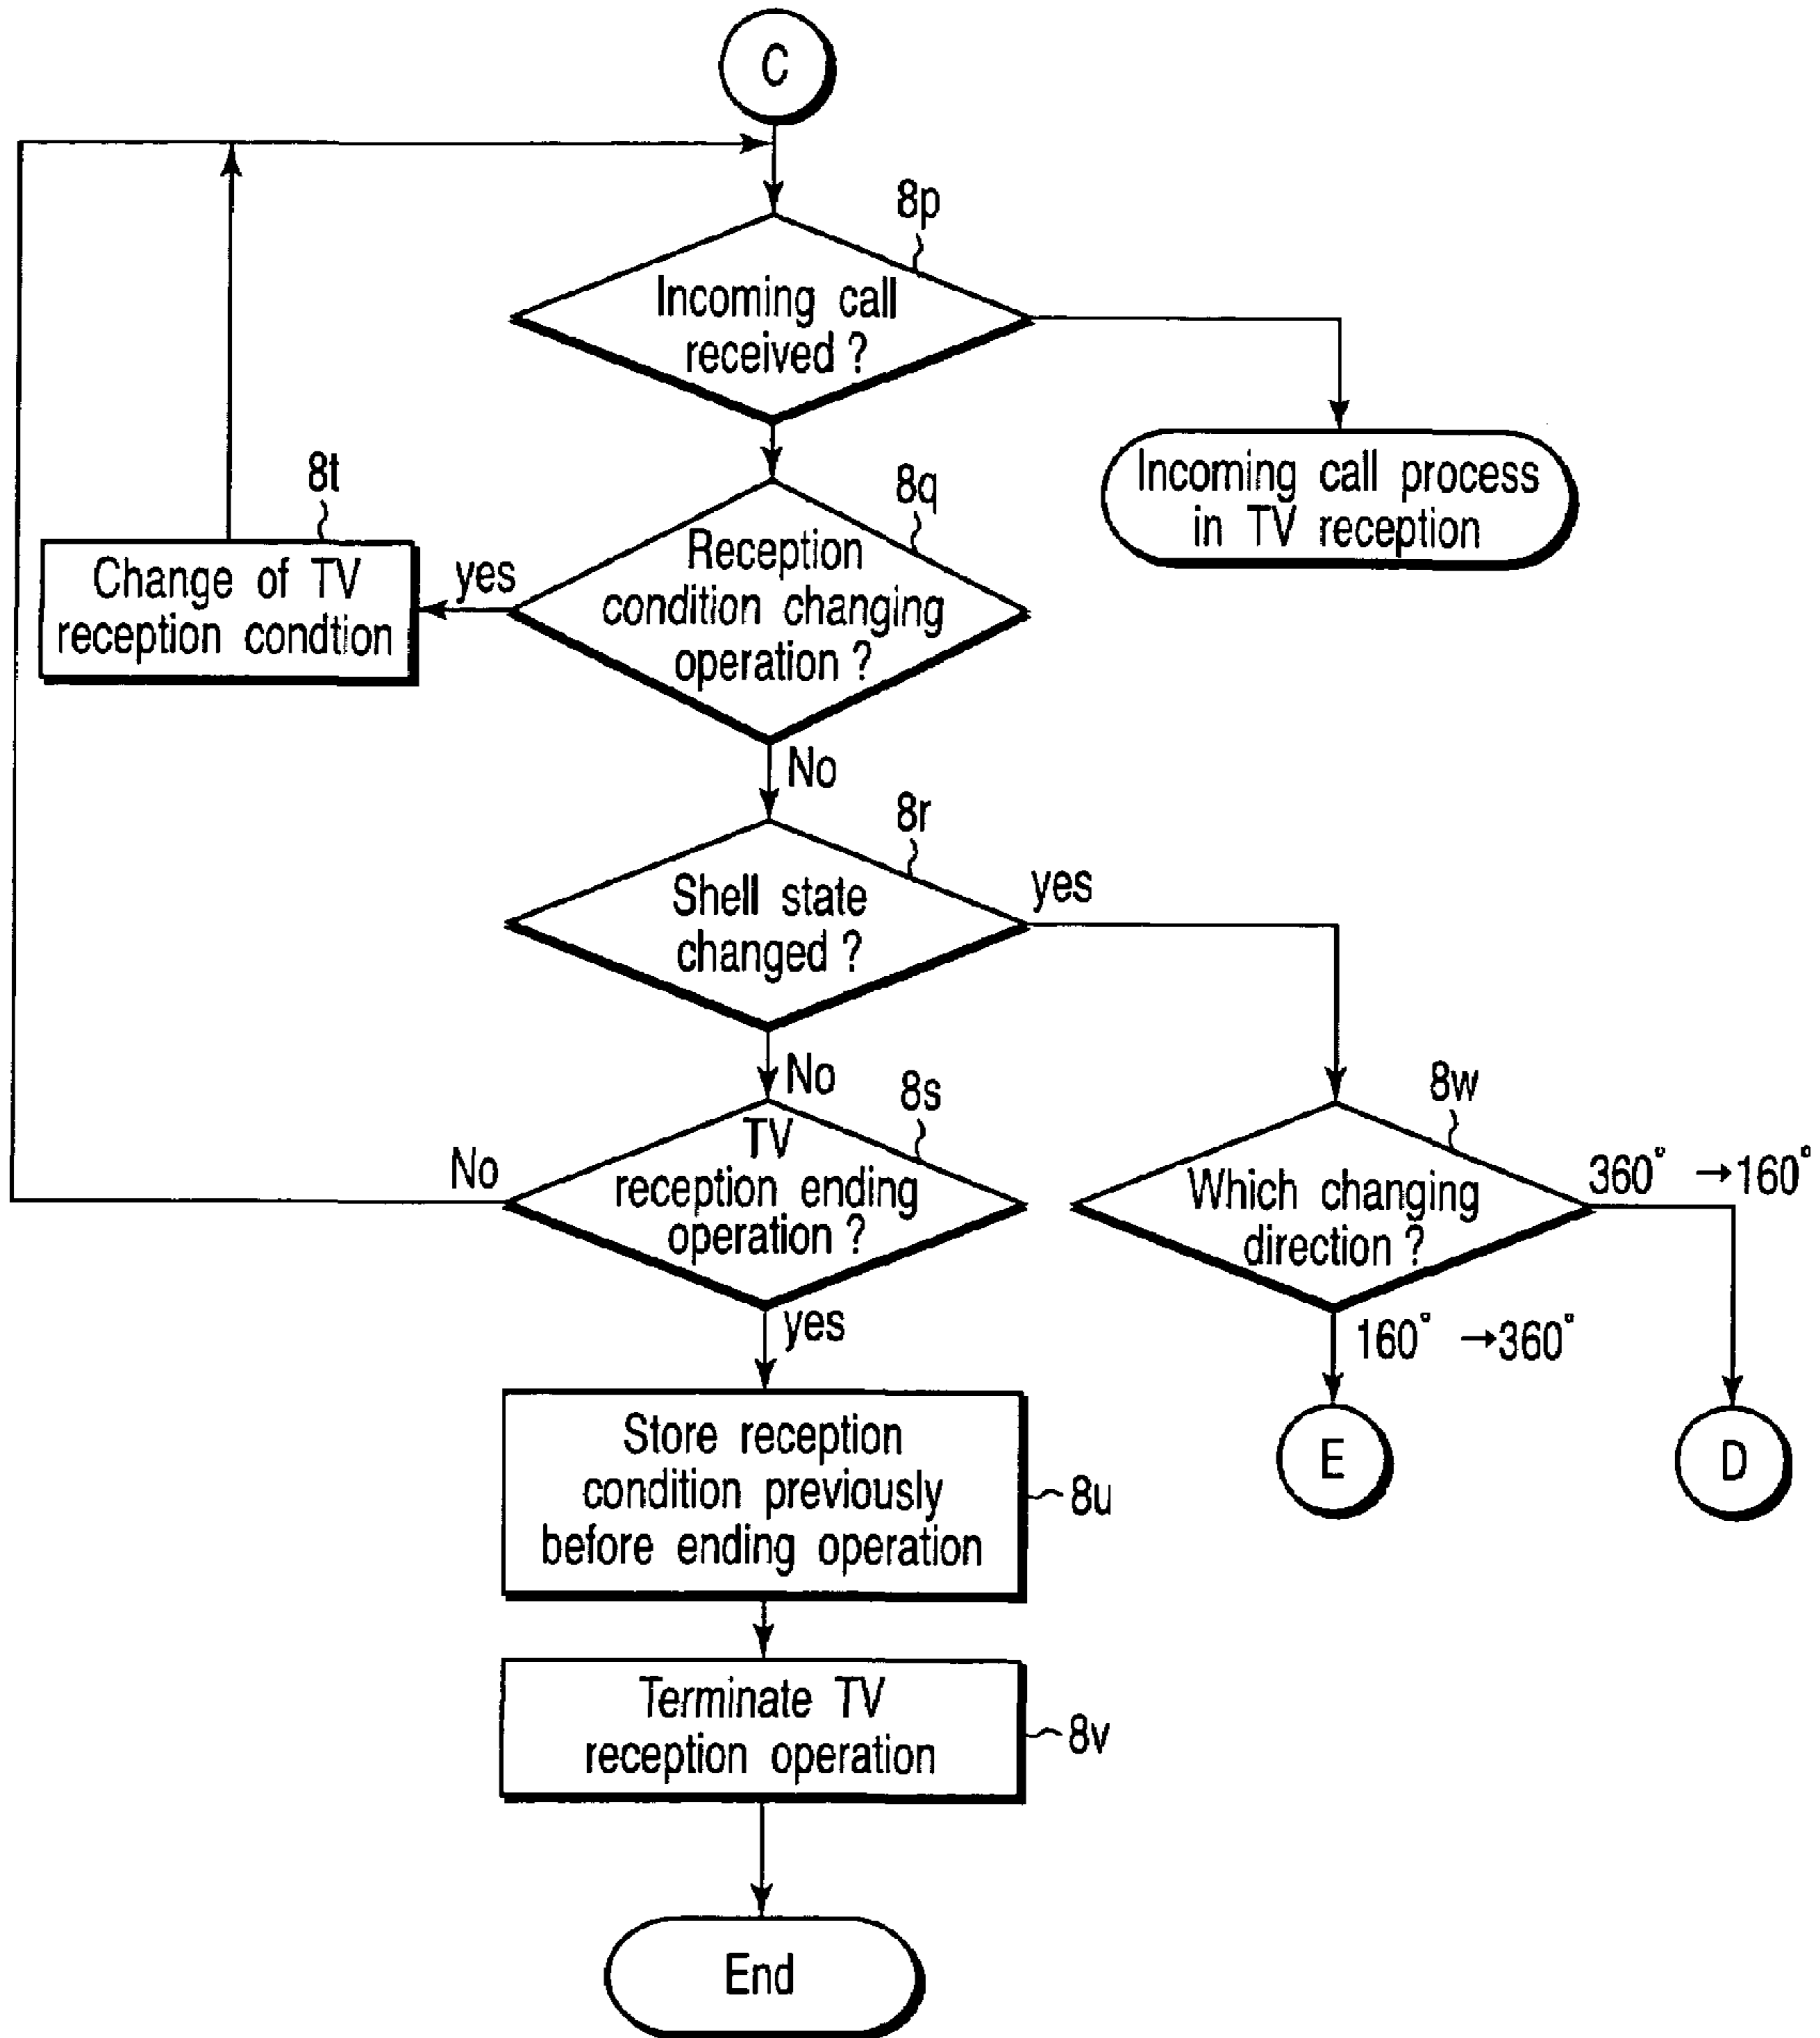 C
8p
Incoming call
received ?
Incoming call process
in TV reception
8t
Change of TV
reception condtion
yes
8q
Reception
condition changing
operation ?
No
8r
Shell state
changed ?
yes
No
8s
TV
reception ending
operation ?
No
yes
8w
Which changing
direction ?
360° →160°
160° →360°
E
D
Store reception
condition previously
before ending operation
8u
Terminate TV
reception operation
8v
End